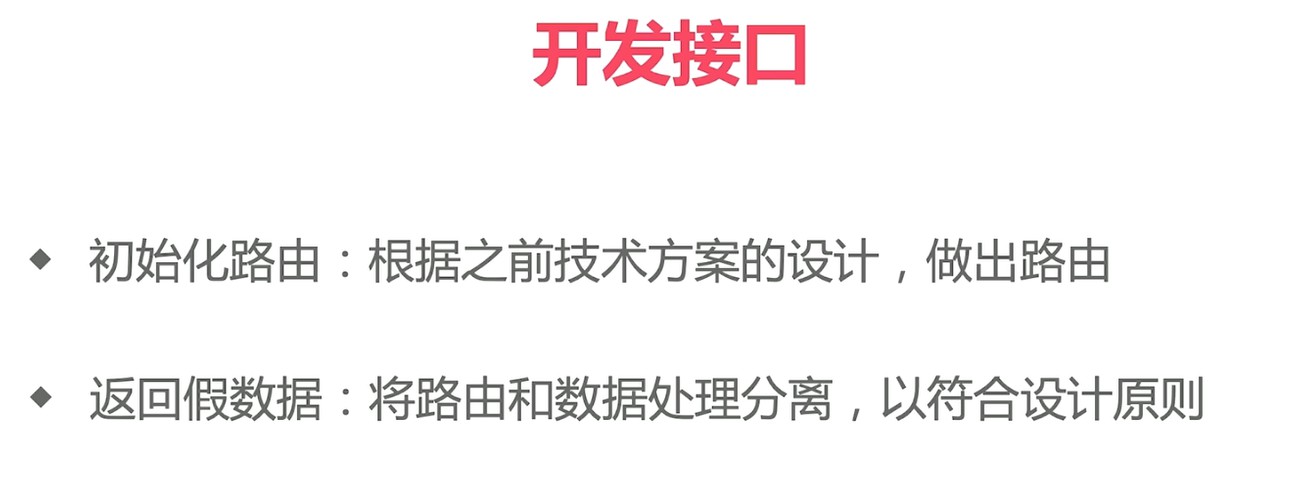 开发接口
◆ 初始化路由：根据之前技术方案的设计，做出路由
◆ 返回假数据：将路由和数据处理分离，以符合设计原则